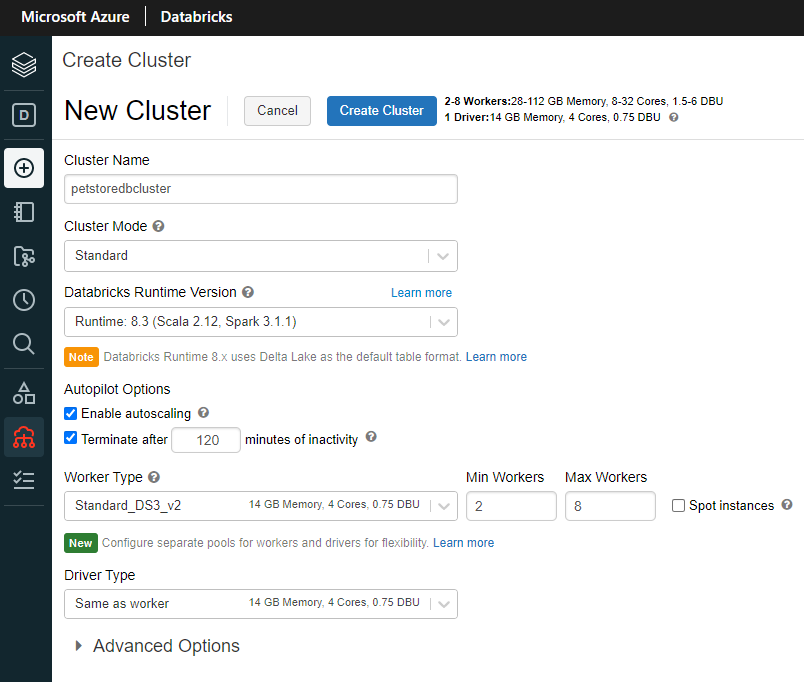 Microsoft Azure Databricks
Create Cluster
D
New Cluster
Cancel
Create Cluster
2-8 Workers:28-112 GB Memory, 8-32 Cores, 1.5-6 DBU
1 Driver:14 GB Memory, 4 Cores, 0.75 DBU ?
Cluster Name
petstoredbcluster
Cluster Mode ?
Standard
Databricks Runtime Version ? Learn more
Runtime: 8.3 (Scala 2.12, Spark 3.1.1)
Note Databricks Runtime 8.x uses Delta Lake as the default table format. Learn more
Autopilot Options
Enable autoscaling ?
Terminate after 120 minutes of inactivity ?
Worker Type ? Min Workers Max Workers
Standard_DS3_v2 14 GB Memory, 4 Cores, 0.75 DBU 2 8 Spot instances ?
New Configure separate pools for workers and drivers for flexibility. Learn more
Driver Type
Same as worker 14 GB Memory, 4 Cores, 0.75 DBU
Advanced Options